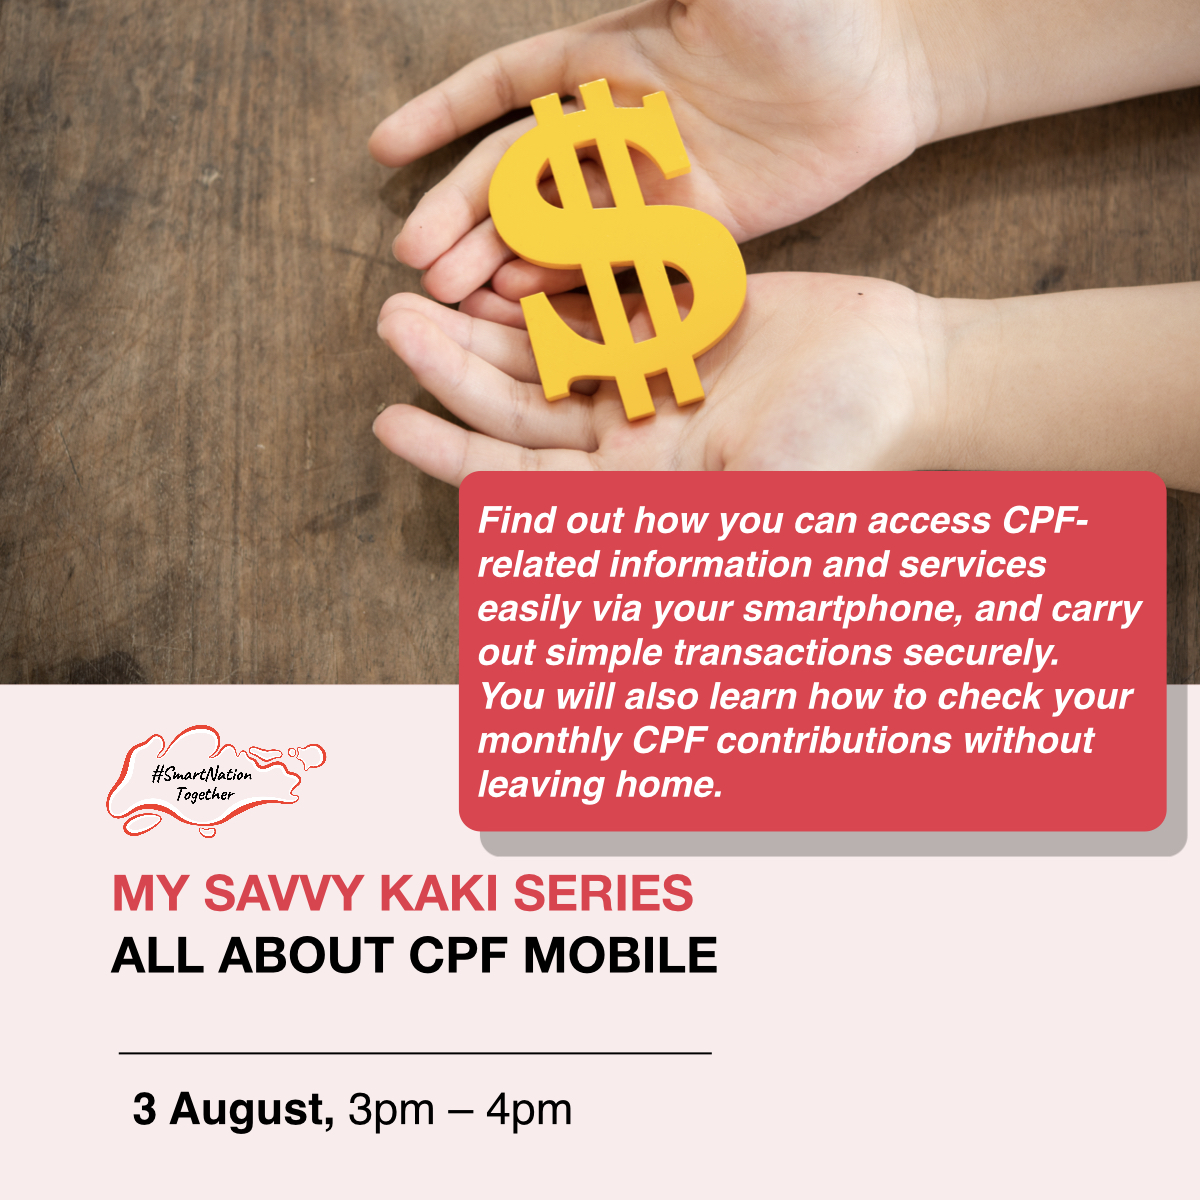 Find out how you can access CPF-
related information and services
easily via your smartphone, and carry
out simple transactions securely.
You will also learn how to check your
monthly CPF contributions without
leaving home.
#SmartNation
Together
MY SAVVY KAKI SERIES
ALL ABOUT CPF MOBILE
3 August, 3pm – 4pm